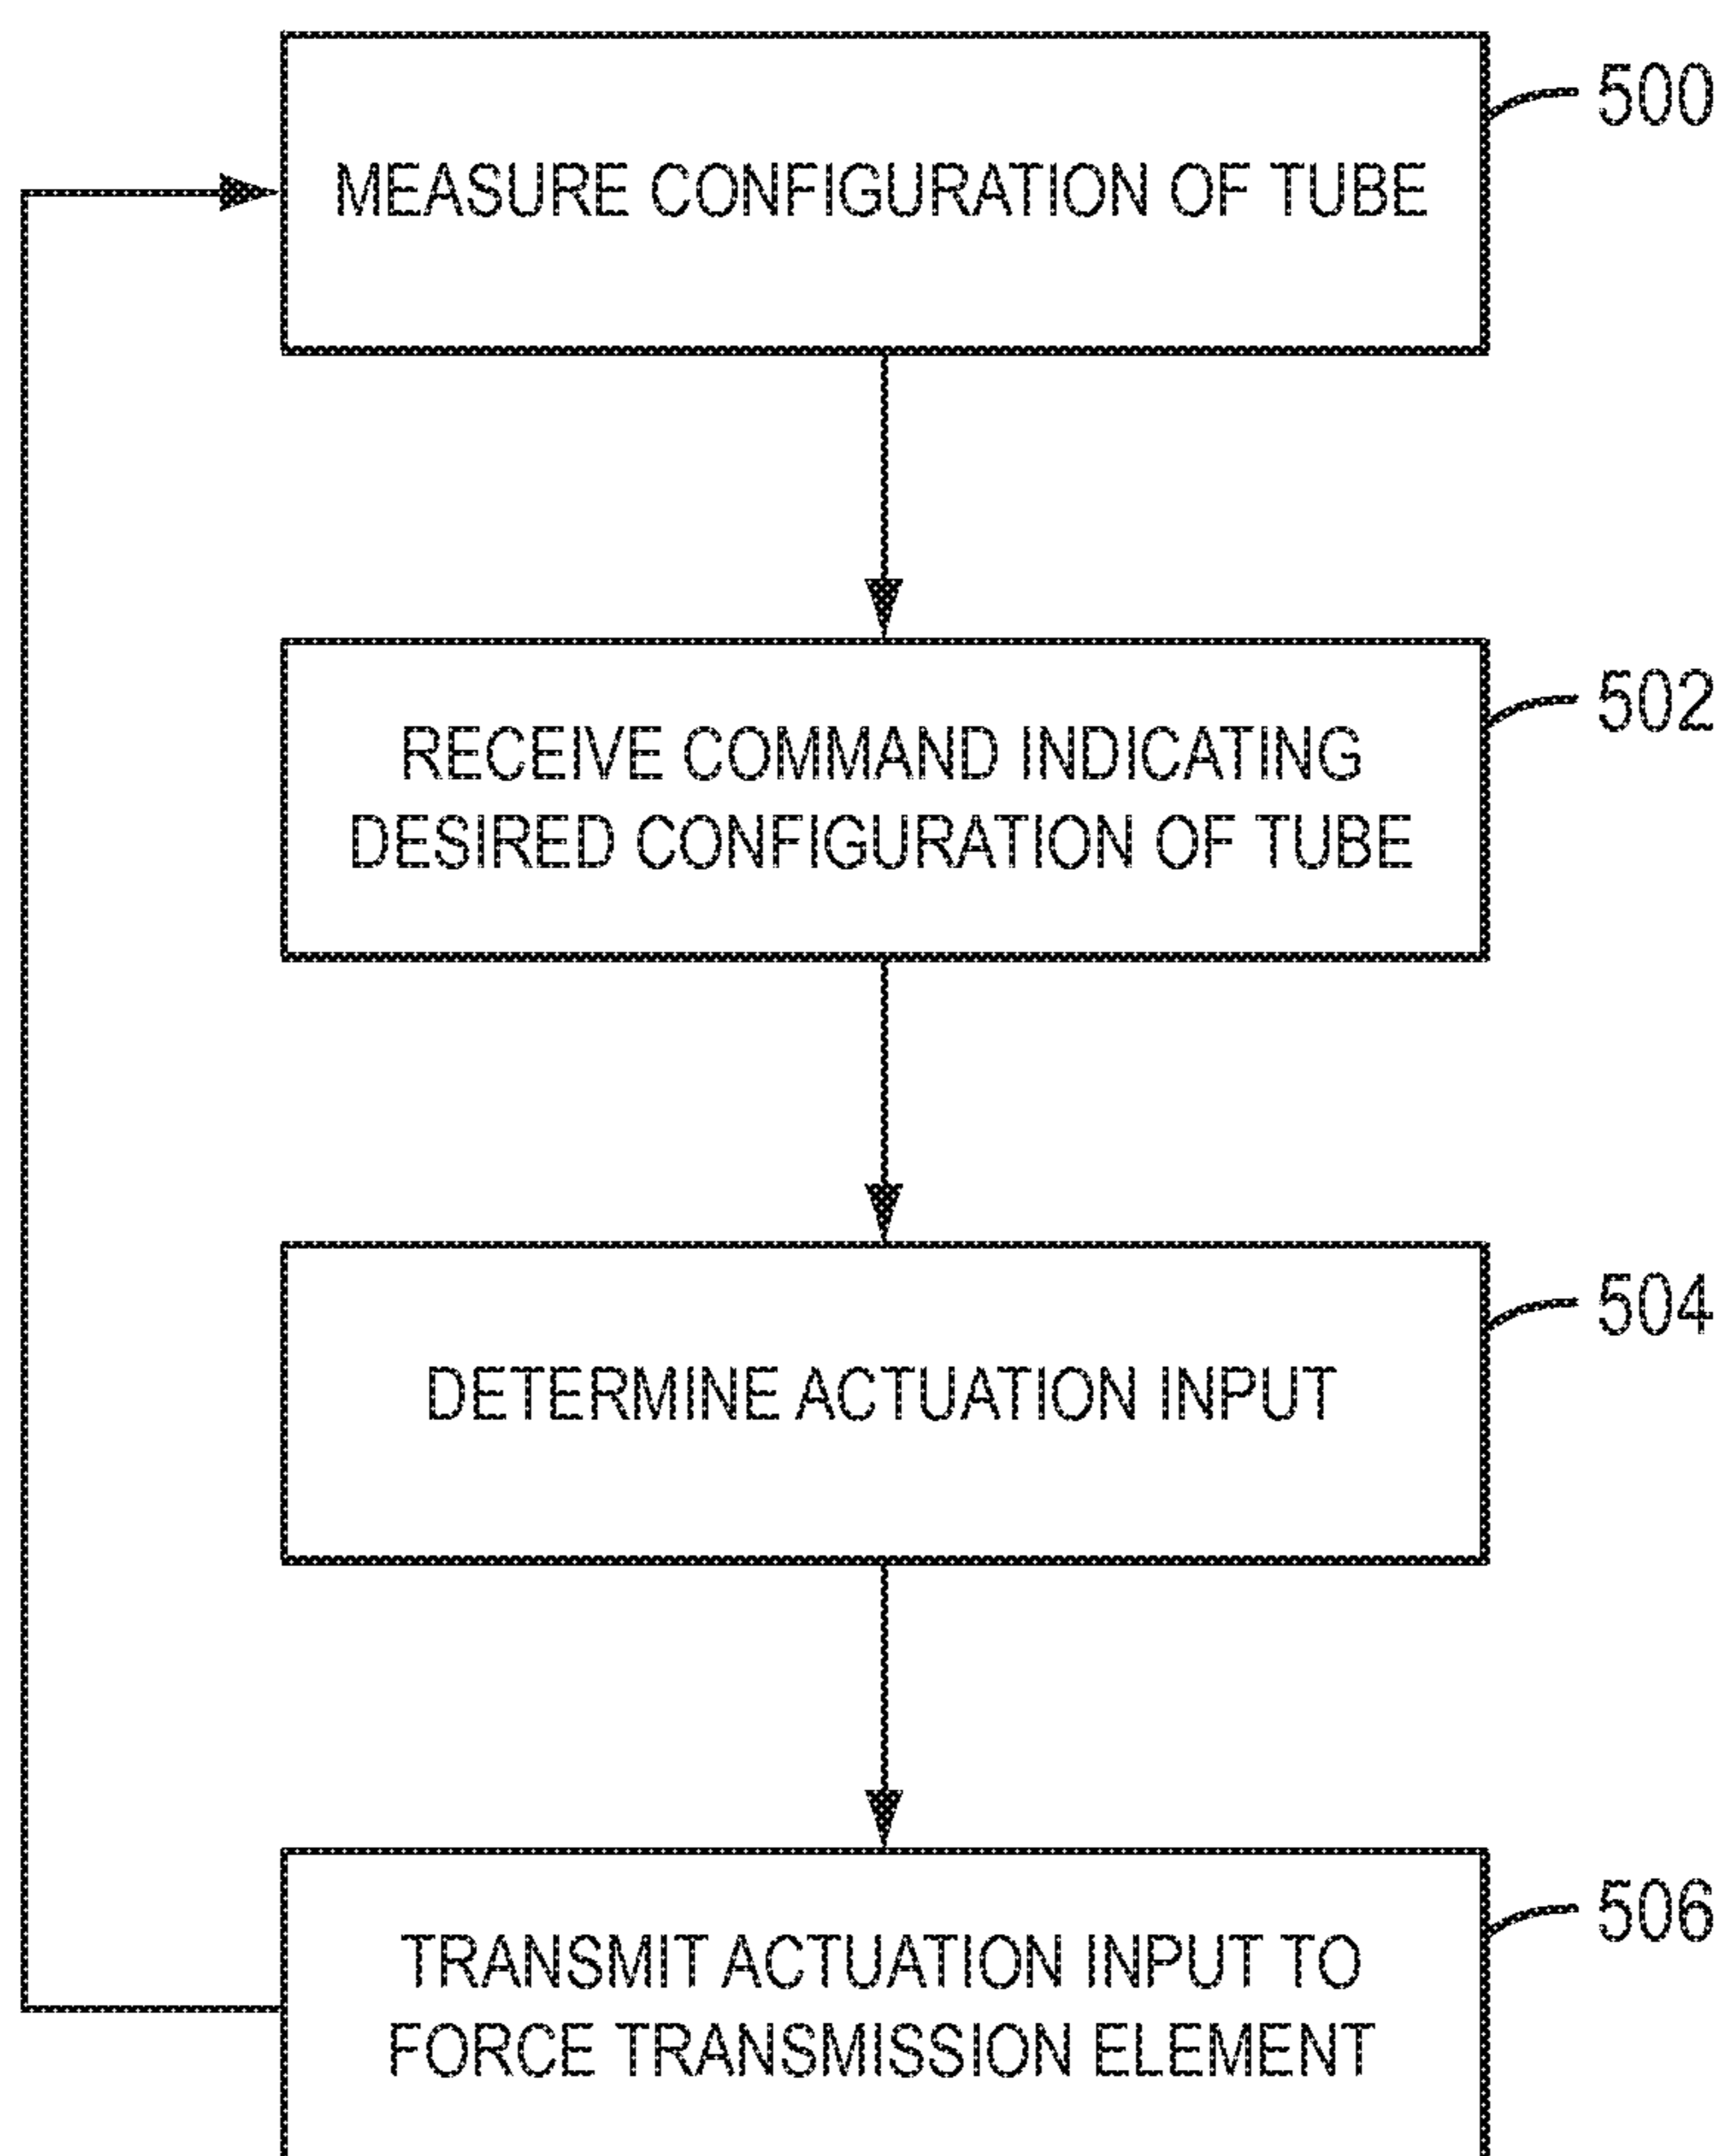 500
MEASURE CONFIGURATION OF TUBE
502
RECEIVE COMMAND INDICATING
DESIRED CONFIGURATION OF TUBE
504
DETERMINE ACTUATION INPUT
506
TRANSMIT ACTUATION INPUT TO
FORCE TRANSMISSION ELEMENT